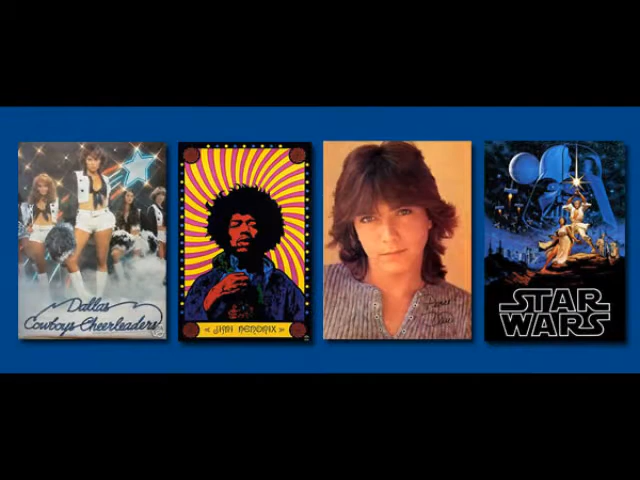 Dallas
Cowboys Cheerleaders
JIMI HENDRIX
STAR
WARS